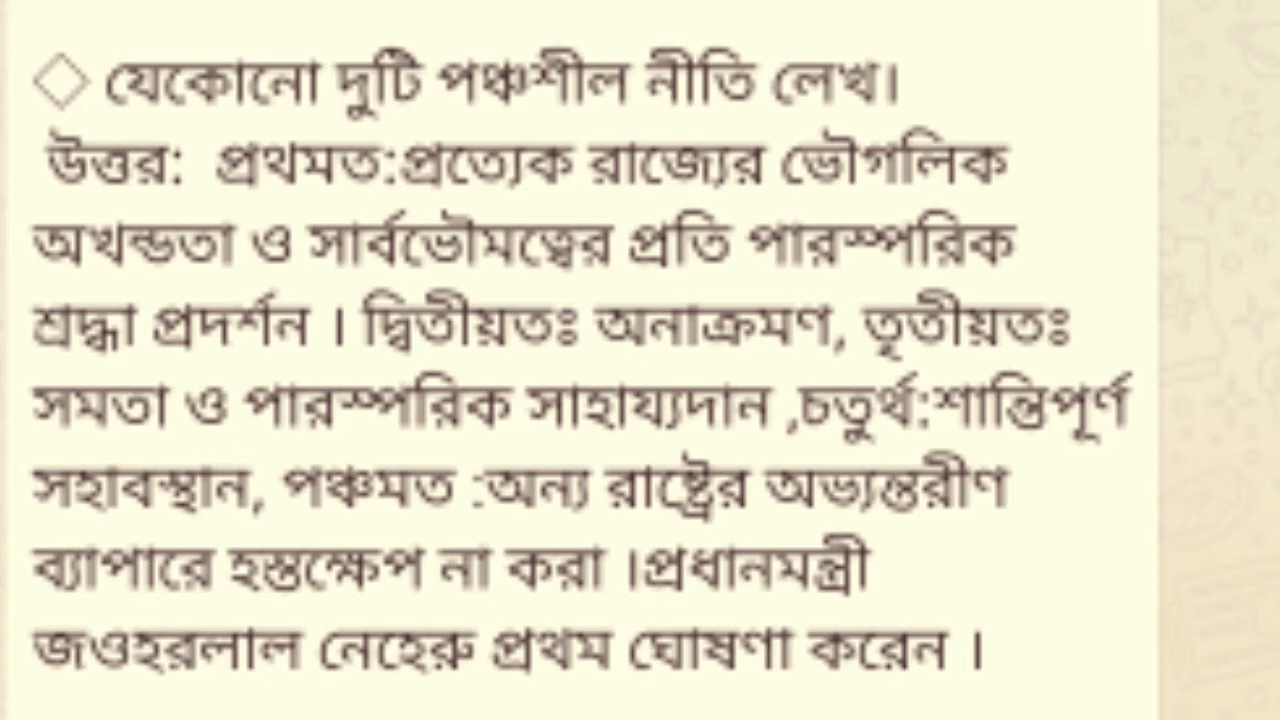 ◇ যেকোনো দুটি পঞ্চশীল নীতি লেখ।
উত্তর: প্রথমত:প্রত্যেক রাজ্যের ভৌগলিক
অখন্ডতা ও সার্বভৌমত্বের প্রতি পারস্পরিক
শ্রদ্ধা প্রদর্শন । দ্বিতীয়তঃ অনাক্রমণ, তৃতীয়তঃ
সমতা ও পারস্পরিক সাহায্যদান ,চতুর্থ:শান্তিপূর্ণ
সহাবস্থান, পঞ্চমত :অন্য রাষ্ট্রের অভ্যন্তরীণ
ব্যাপারে হস্তক্ষেপ না করা ।প্রধানমন্ত্রী
জওহরলাল নেহেরু প্রথম ঘোষণা করেন ।